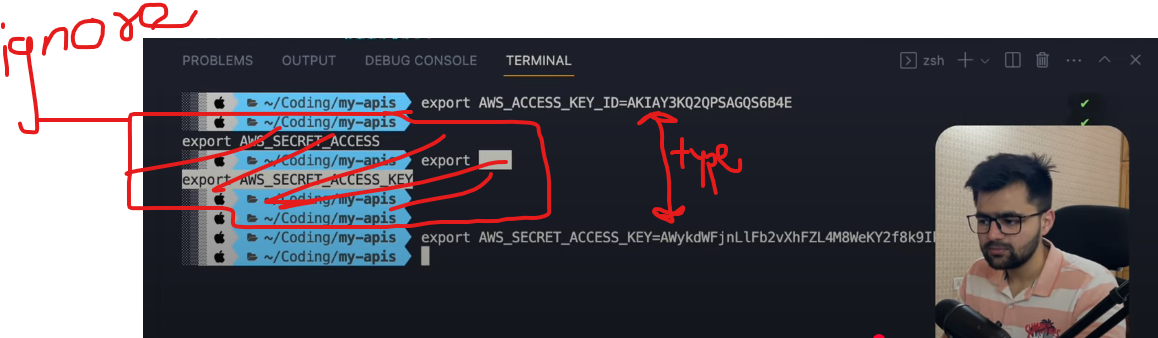 ignore
PROBLEMS OUTPUT DEBUG CONSOLE TERMINAL zsh
~/Coding/my-apis export AWS_ACCESS_KEY_ID=AKIAY3KQ2QPSAGQS6B4E
~/Coding/my-apis
export AWS_SECRET_ACCESS
~/Coding/my-apis export
type
export AWS_SECRET_ACCESS_KEY
~/Coding/my-apis
~/Coding/my-apis
~/Coding/my-apis export AWS_SECRET_ACCESS_KEY=
~/Coding/my-apis